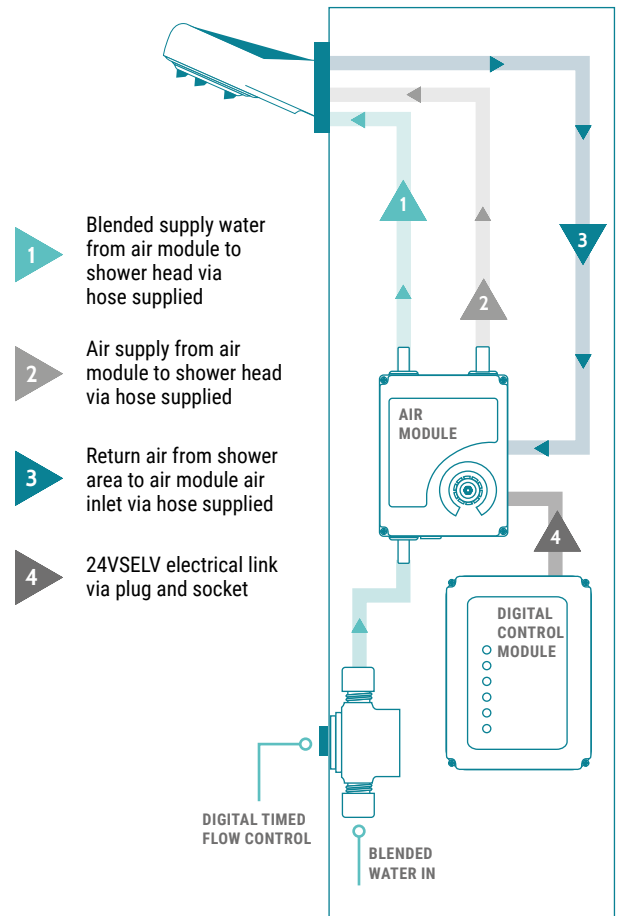 1
Blended supply water
from air module to
shower head via
hose supplied
2
Air supply from air
module to shower head
via hose supplied
3
Return air from shower
area to air module air
inlet via hose supplied
4
24VSELV electrical link
via plug and socket
1
2
3
AIR
MODULE
4
DIGITAL
CONTROL
MODULE
DIGITAL TIMED
FLOW CONTROL
BLENDED
WATER IN